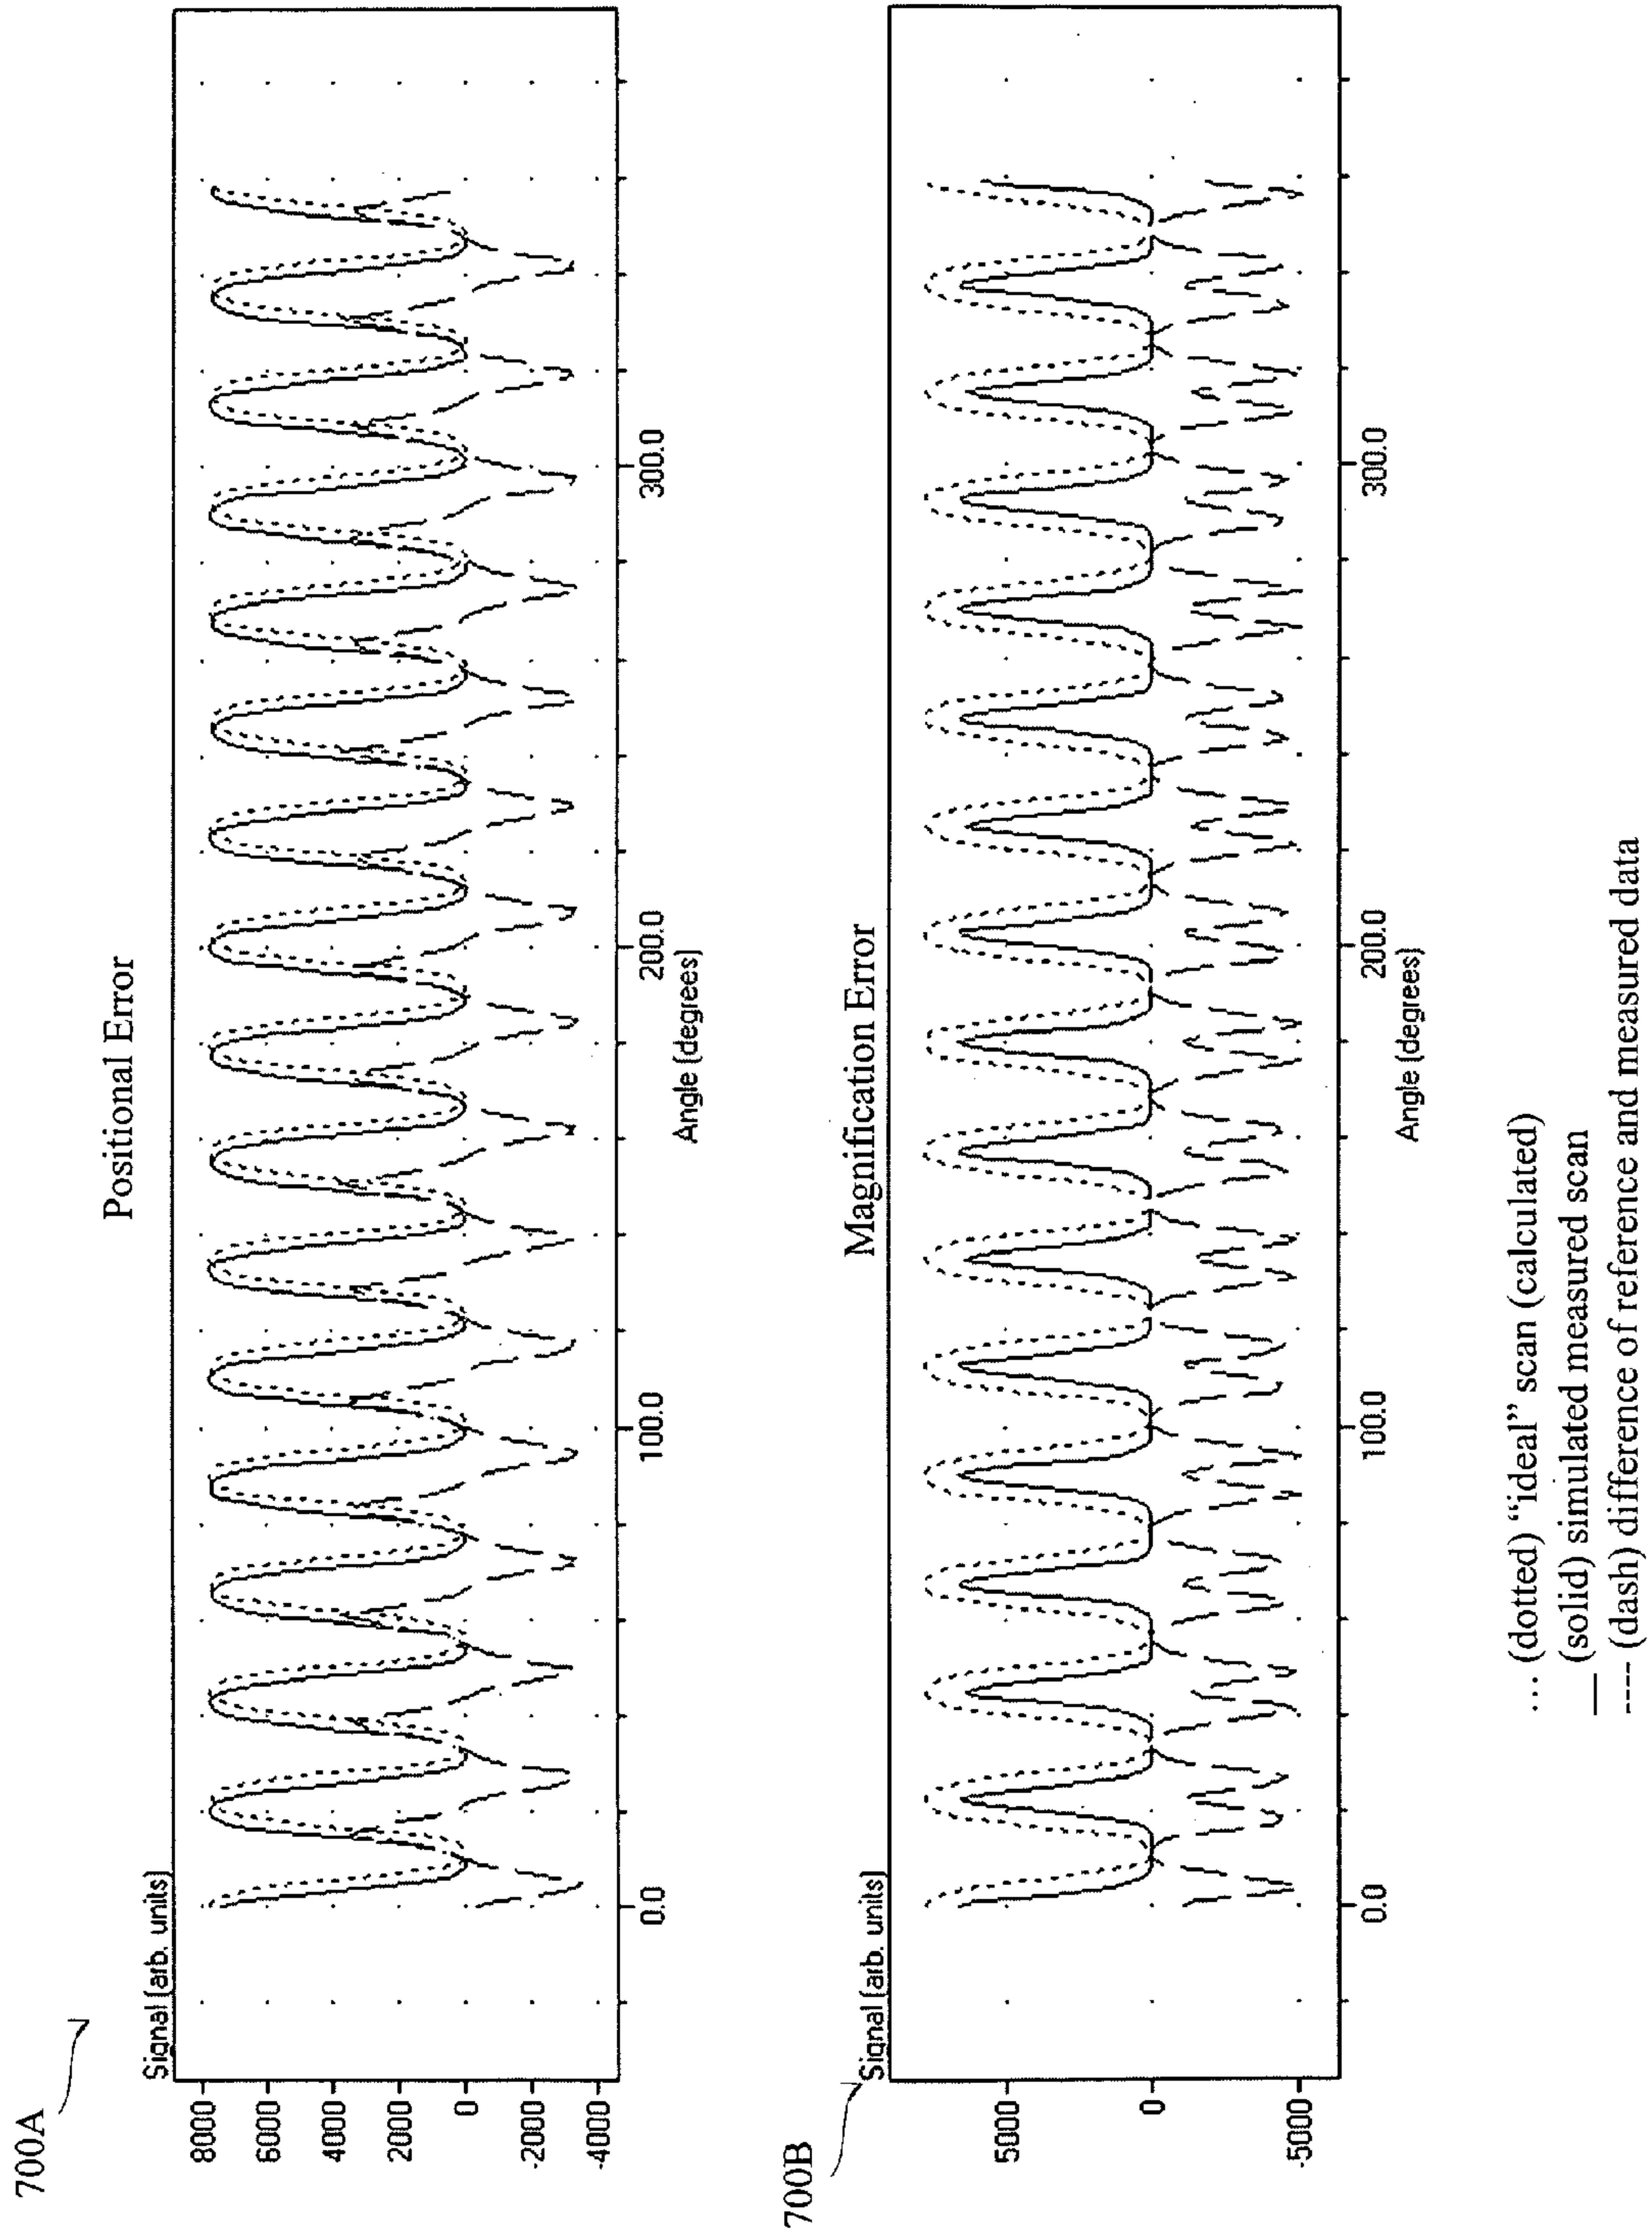 700A
Positional Error
Signal (arb. units)
8000
6000
4000
2000
0
-2000
-4000
0.0
100.0
200.0
300.0
Angle (degrees)
700B
Magnification Error
Signal (arb. units)
5000
0
-5000
0.0
100.0
200.0
300.0
Angle (degrees)
... (dotted) “ideal” scan (calculated)
— (solid) simulated measured scan
---- (dash) difference of reference and measured data